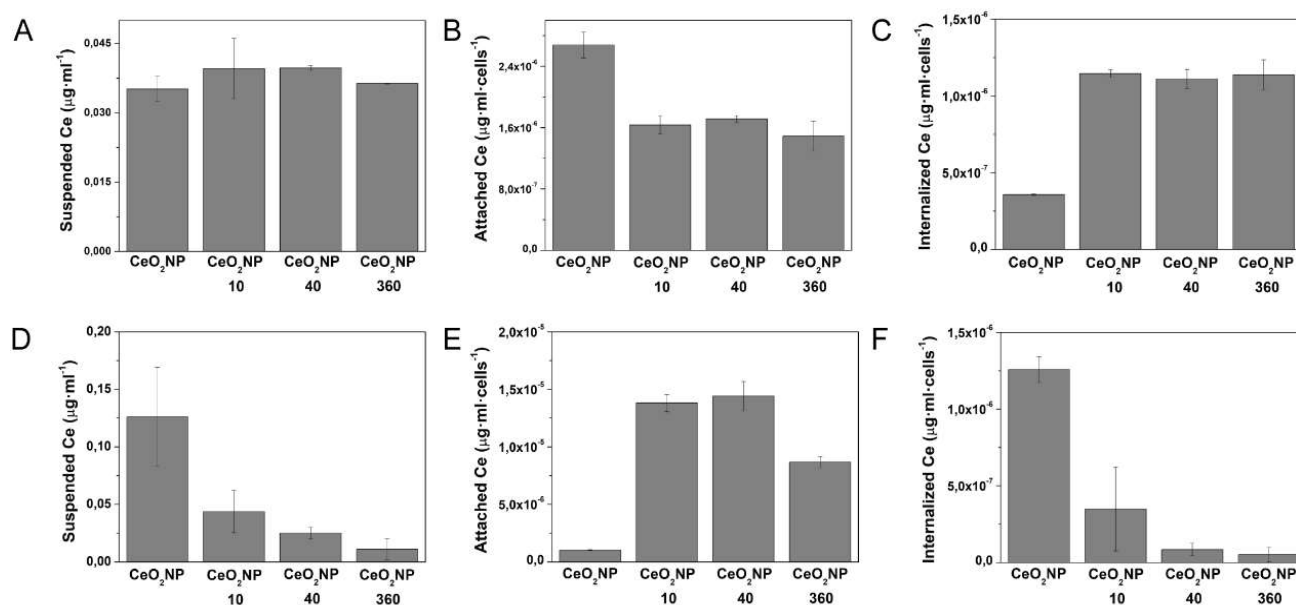 A
Suspended Ce (µg·ml⁻¹)
0,045
0,030
0,015
0,000
CeO₂NP CeO₂NP CeO₂NP CeO₂NP
10 40 360
B
Attached Ce (µg·ml·cells⁻¹)
2,4x10⁻⁶
1,6x10⁻⁶
8,0x10⁻⁷
0,0
CeO₂NP CeO₂NP CeO₂NP CeO₂NP
10 40 360
C
Internalized Ce (µg·ml·cells⁻¹)
1,5x10⁻⁶
1,0x10⁻⁶
5,0x10⁻⁷
0,0
CeO₂NP CeO₂NP CeO₂NP CeO₂NP
10 40 360
D
Suspended Ce (µg·ml⁻¹)
0,20
0,15
0,10
0,05
0,00
CeO₂NP CeO₂NP CeO₂NP CeO₂NP
10 40 360
E
Attached Ce (µg·ml·cells⁻¹)
2,0x10⁻⁵
1,5x10⁻⁵
1,0x10⁻⁵
5,0x10⁻⁶
0,0
CeO₂NP CeO₂NP CeO₂NP CeO₂NP
10 40 360
F
Internalized Ce (µg·ml·cells⁻¹)
1,5x10⁻⁶
1,0x10⁻⁶
5,0x10⁻⁷
0,0
CeO₂NP CeO₂NP CeO₂NP CeO₂NP
10 40 360